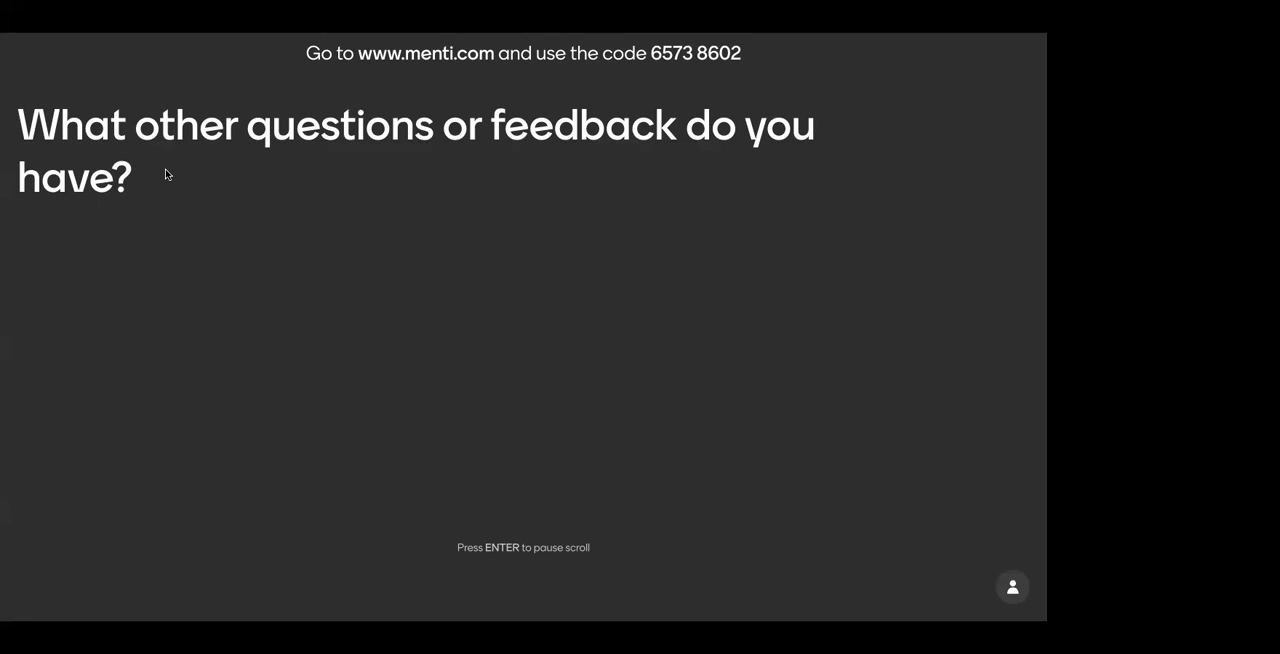 Go to www.menti.com and use the code 6573 8602
What other questions or feedback do you
have?
Press ENTER to pause scroll